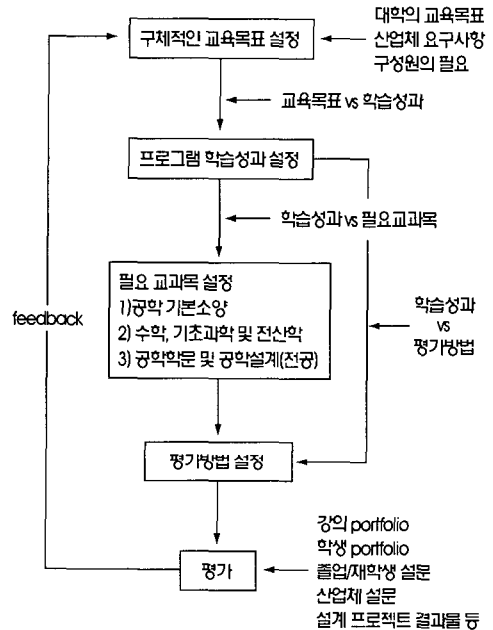 대학의 교육목표
구체적인 교육목표 설정
산업체 요구사항
구성원의 필요
교육목표 vs 학습성과
프로그램 학습성과 설정
학습성과 vs 필요교과목
필요 교과목 설정
1)공학 기본소양
2) 수학, 기초과학 및 전산학
3) 공학학문 및 공학설계(전공)
feedback
학습성과
vs
평가방법
평가방법 설정
평가
강의 portfolio
학생 portfolio
졸업/재학생 설문
산업체 설문
설계 프로젝트 결과물 등